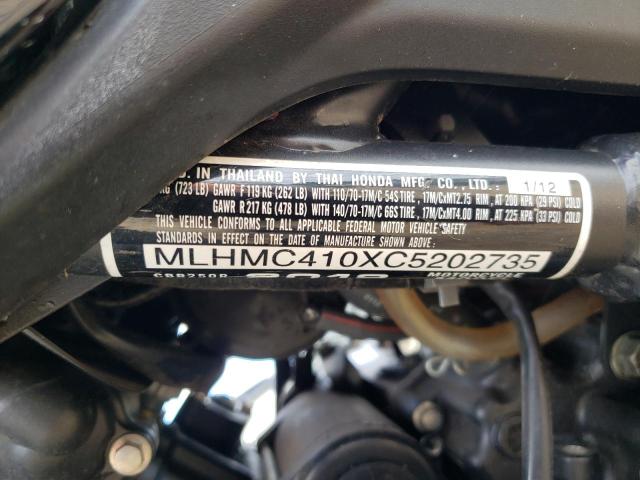 D. IN THAILAND BY THAI HONDA MFG. CO., LTD.: 1/12
KG (723 LB) GAWR F 119 KG (262 LB) WITH 110/70-17M/C 54S TIRE, 17M/CxMT2.75 RIM, AT 200 KPA (29 PSI) COLD
GAWR R 217 KG (478 LB) WITH 140/70-17M/C 66S TIRE, 17M/CxMT4.00 RIM, AT 225 KPA (33 PSI) COLD
THIS VEHICLE CONFORMS TO ALL APPLICABLE FEDERAL MOTOR VEHICLE SAFETY
STANDARDS IN EFFECT ON THE DATE OF MANUFACTURE SHOWN ABOVE.
MLHMC410XC5202735
CBR250R 2012 MOTORCYCLE